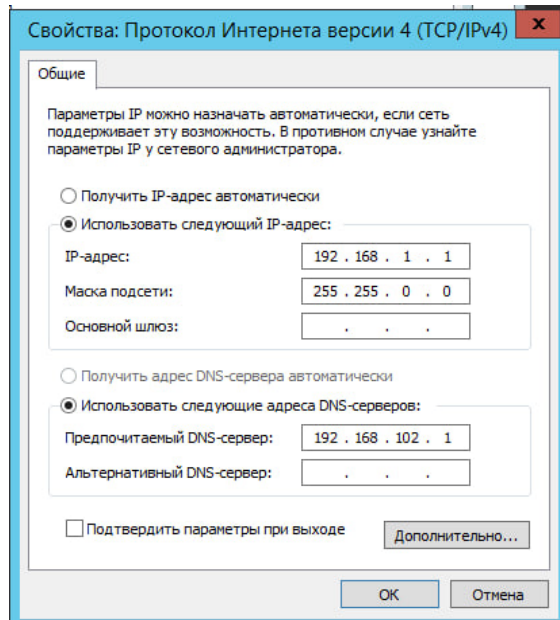 Свойства: Протокол Интернета версии 4 (TCP/IPv4)
x
Общие
Параметры IP можно назначать автоматически, если сеть
поддерживает эту возможность. В противном случае узнайте
параметры IP у сетевого администратора.
Получить IP-адрес автоматически
Использовать следующий IP-адрес:
IP-адрес: 192 . 168 . 1 . 1
Маска подсети: 255 . 255 . 0 . 0
Основной шлюз: . . .
Получить адрес DNS-сервера автоматически
Использовать следующие адреса DNS-серверов:
Предпочитаемый DNS-сервер: 192 . 168 . 102 . 1
Альтернативный DNS-сервер: . . .
Подтвердить параметры при выходе
Дополнительно...
ОК Отмена